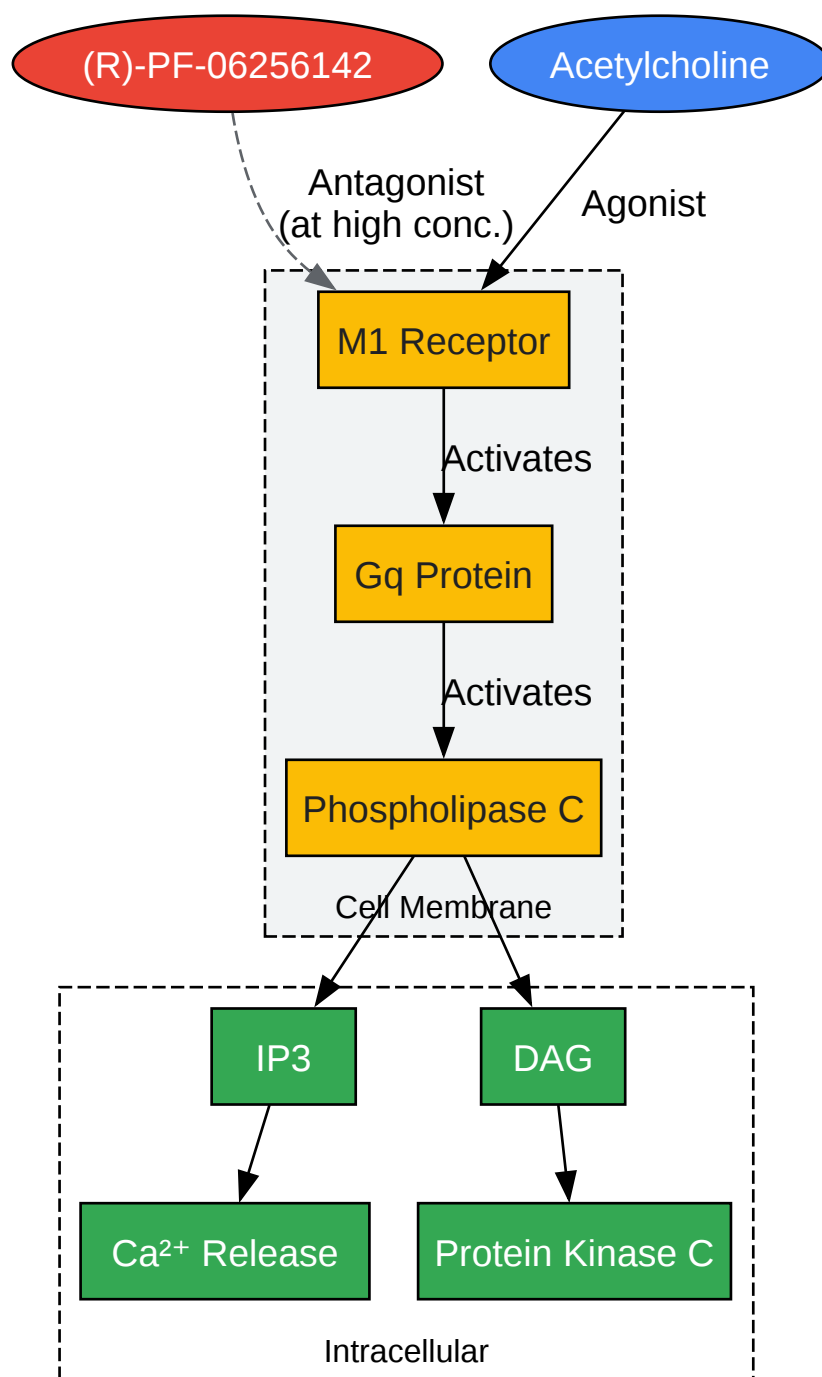 (R)-PF-06256142
Acetylcholine
Antagonist
(at high conc.)
Agonist
M1 Receptor
Activates
Gq Protein
Activates
Phospholipase C
Cell Membrane
IP3
DAG
Ca²⁺ Release
Protein Kinase C
Intracellular